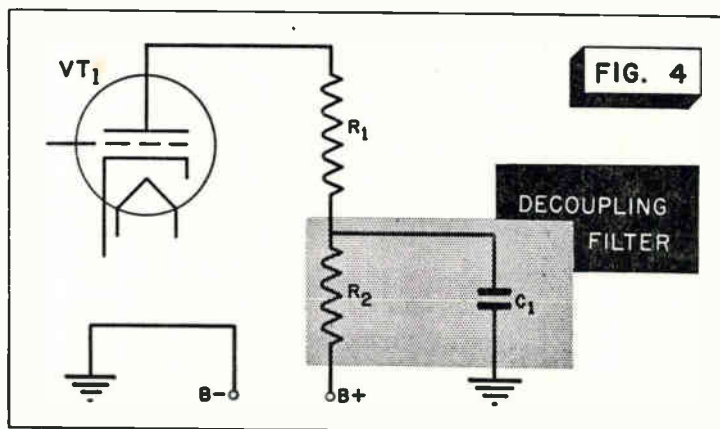 VT1
FIG. 4
R1
DECOUPLING
FILTER
R2
C1
B-
B+